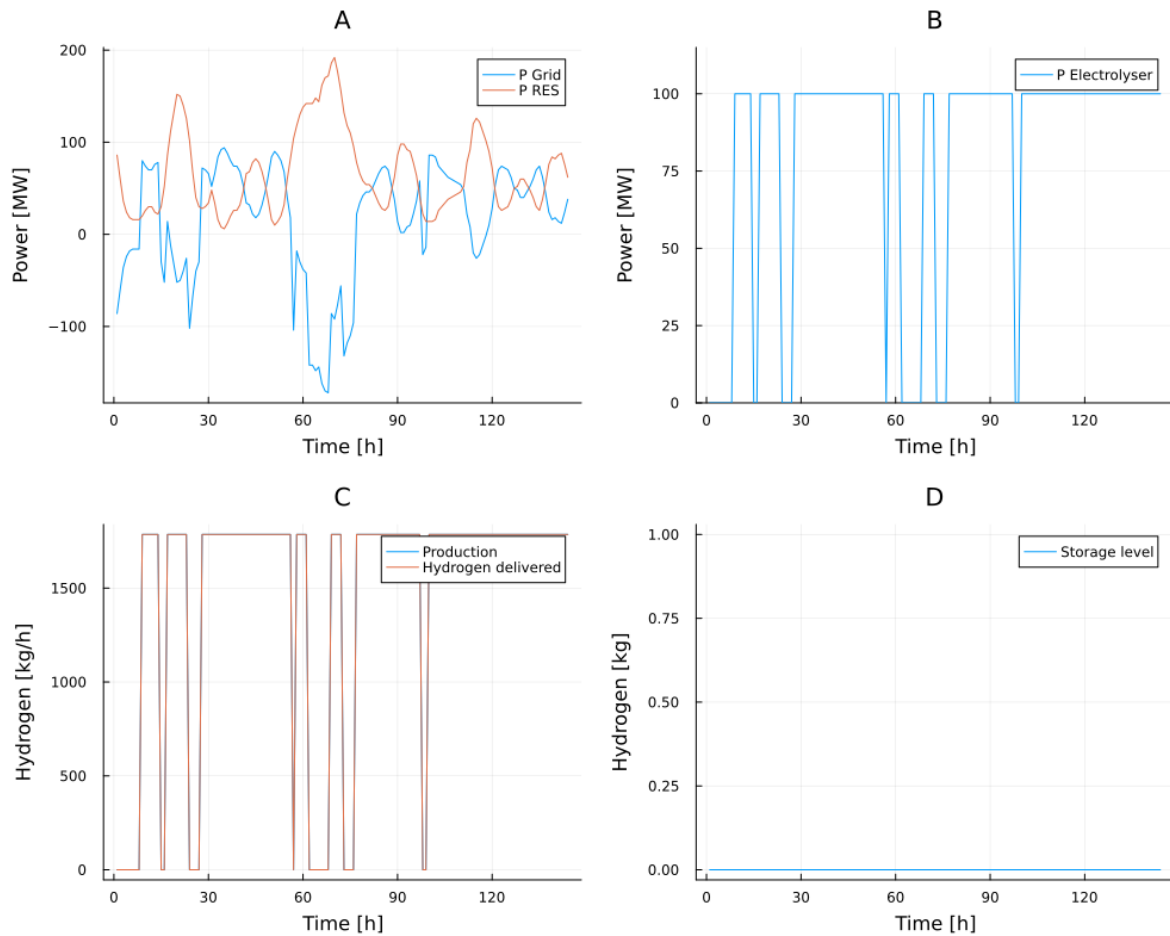 A
Power [MW]
200
100
0
−100
P Grid
P RES
0
30
60
90
120
Time [h]
B
Power [MW]
100
75
50
25
0
P Electrolyser
0
30
60
90
120
Time [h]
C
Hydrogen [kg/h]
1500
1000
500
0
Production
Hydrogen delivered
0
30
60
90
120
Time [h]
D
Hydrogen [kg]
1.00
0.75
0.50
0.25
0.00
Storage level
0
30
60
90
120
Time [h]